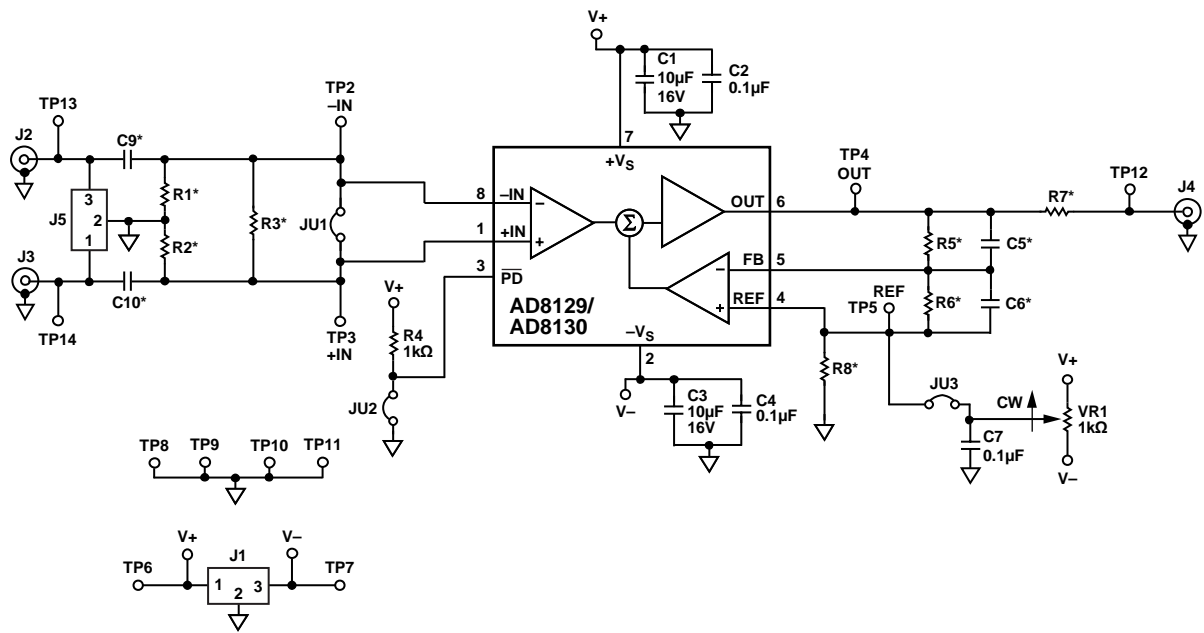 V+
C1
10µF
16V
C2
0.1µF
TP13
TP2
–IN
J2
C9*
7
+VS
TP4
OUT
TP12
J4
3
R1*
8
–IN
OUT
6
R7*
J5
2
R3*
JU1
Σ
R5*
C5*
1
R2*
1
+IN
FB
5
J3
3
PD
REF
4
REF
TP5
R6*
C6*
C10*
V+
AD8129/
AD8130
TP14
TP3
+IN
R4
1kΩ
–VS
2
R8*
V+
JU3
CW
VR1
1kΩ
JU2
V–
C3
10µF
16V
C4
0.1µF
C7
0.1µF
V–
TP8
TP9
TP10
TP11
V+
J1
V–
TP6
1
2
3
TP7